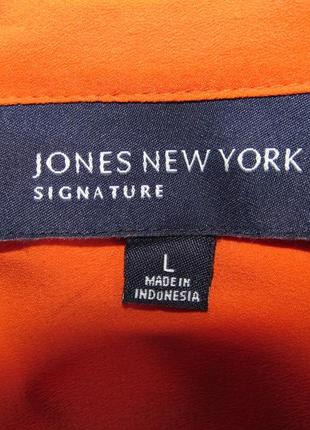 JONES NEW YORK
SIGNATURE
L
MADE IN
INDONESIA